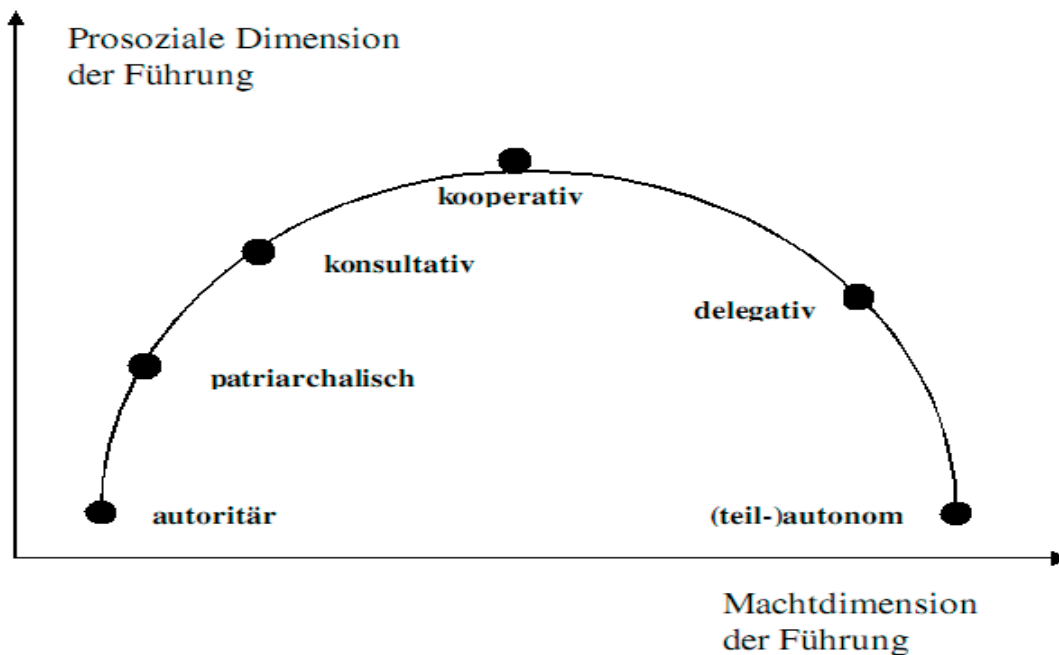 Prosoziale Dimension
der Führung
kooperativ
konsultativ
delegativ
patriarchalisch
autoritär
(teil-)autonom
Machtdimension
der Führung